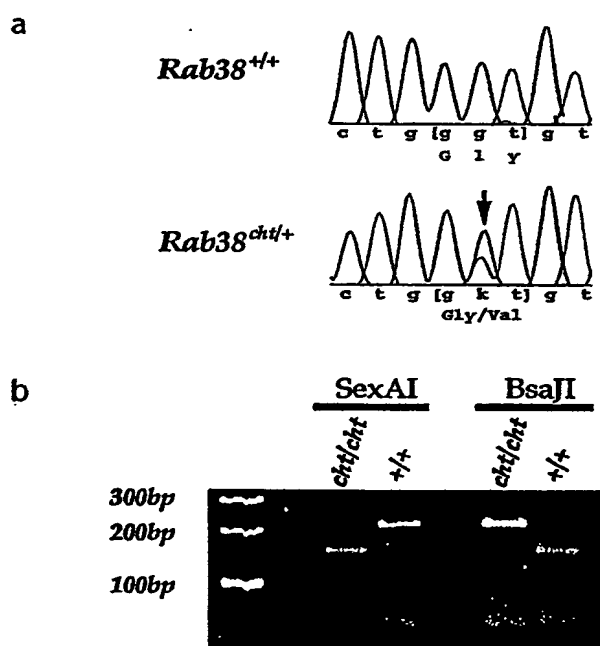 a
Rab38+/+
c t g [g g t] g t
G l y
Rab38cht/+
c t g [g k t] g t
Gly/Val
b
SexAI BsaJI
cht/cht +/+ cht/cht +/+
300bp
200bp
100bp